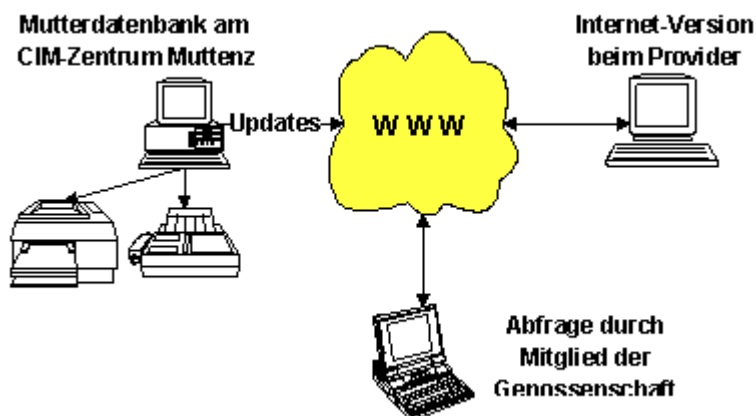 Mutterdatenbank am
CIM-Zentrum Muttenz
Internet-Version
beim Provider
Updates
W W W
Abfrage durch
Mitglied der
Genossenschaft